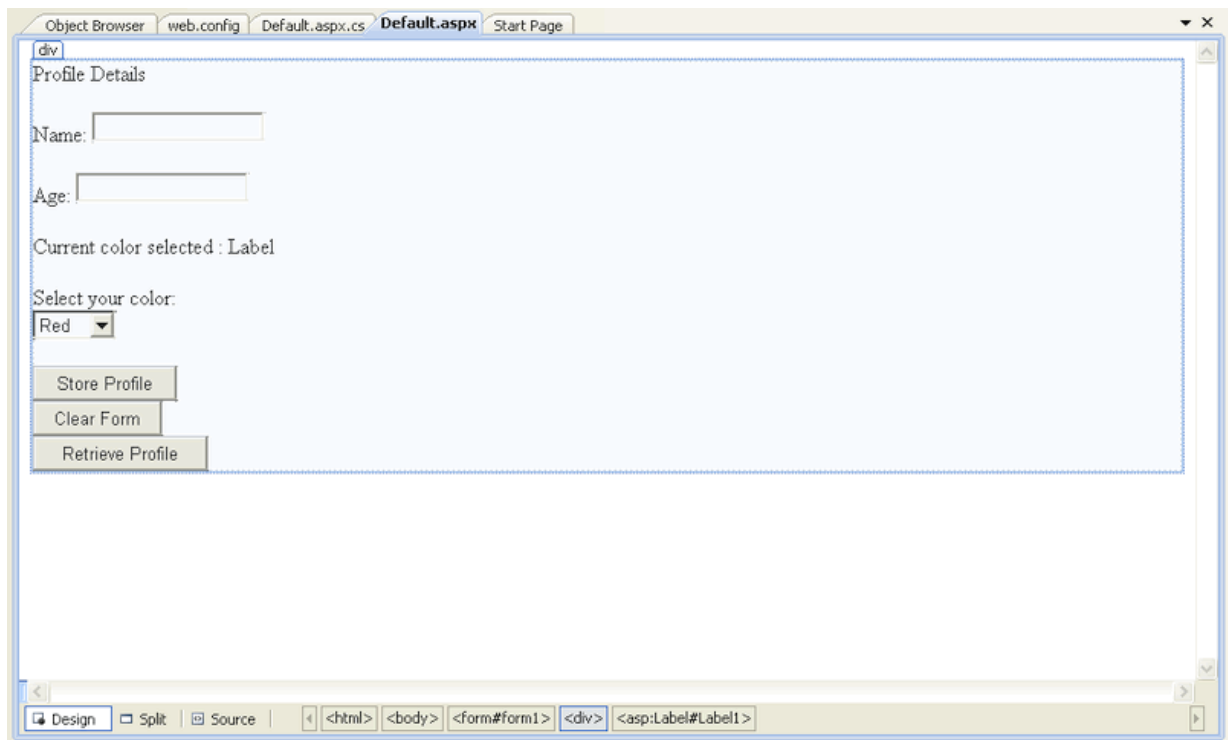 Object Browser web.config Default.aspx.cs Default.aspx Start Page
div
Profile Details
Name:
Age:
Current color selected : Label
Select your color:
Red
Store Profile
Clear Form
Retrieve Profile
Design Split Source <html> <body> <form#form1> <div> <asp:Label#Label1>